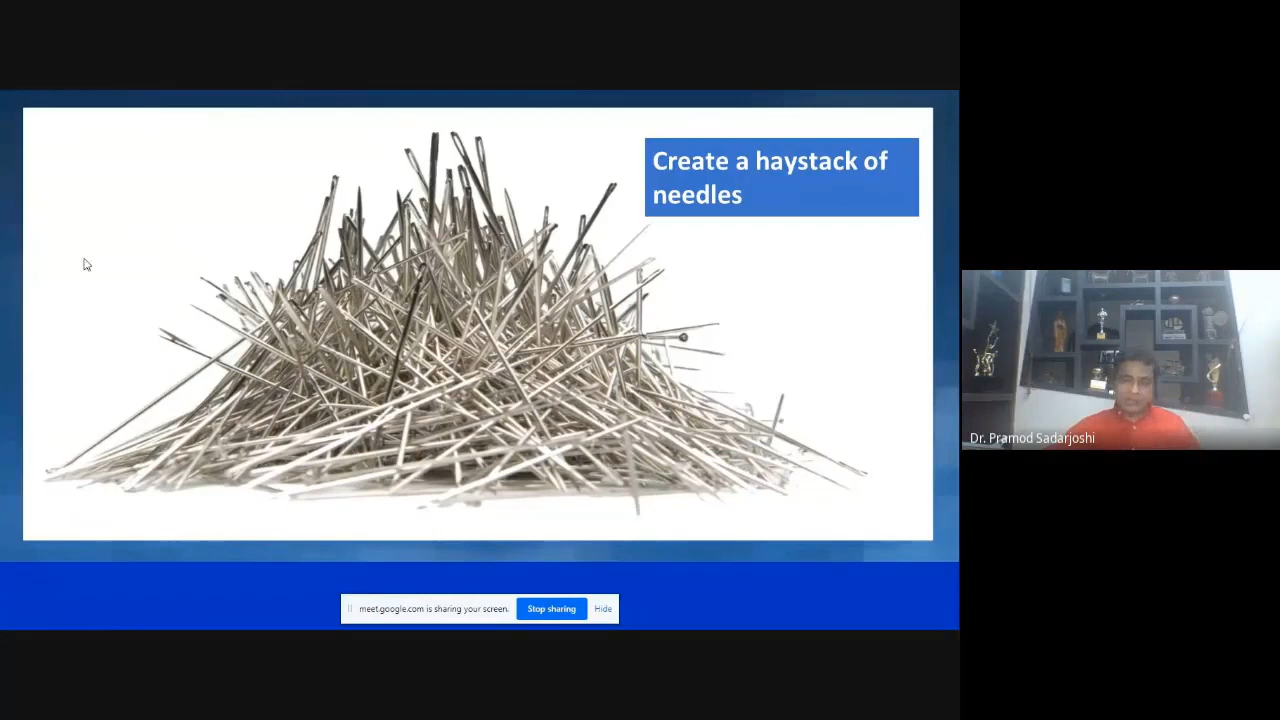 Create a haystack of
needles
Dr. Pramod Sadarjoshi
meet.google.com is sharing your screen.
Stop sharing
Hide